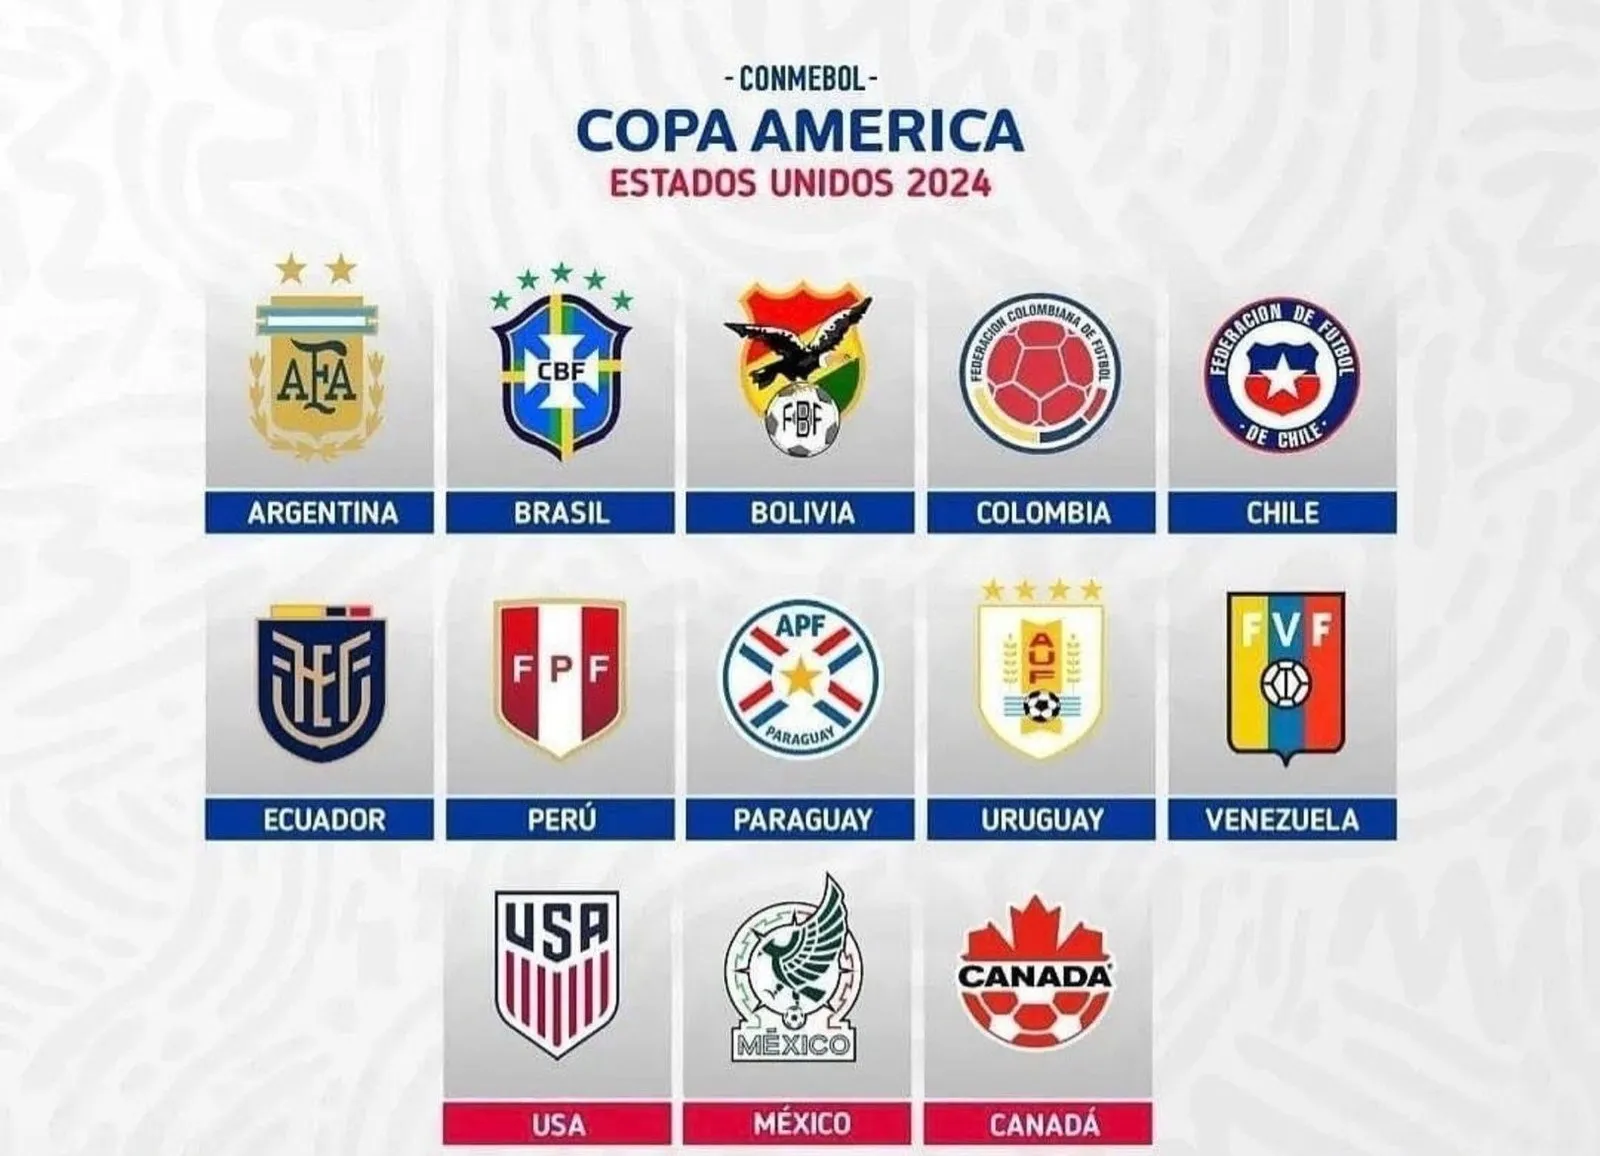 -CONMEBOL-
COPA AMERICA
ESTADOS UNIDOS 2024
AFA
CBF
FBF
FEDERACION COLOMBIANA DE FUTBOL
FEDERACION DE FUTBOL
· DE CHILE ·
ARGENTINA
BRASIL
BOLIVIA
COLOMBIA
CHILE
FEF
FPF
APF
PARAGUAY
AUF
FVF
ECUADOR
PERÚ
PARAGUAY
URUGUAY
VENEZUELA
USA
MÉXICO
CANADA
USA
MÉXICO
CANADÁ